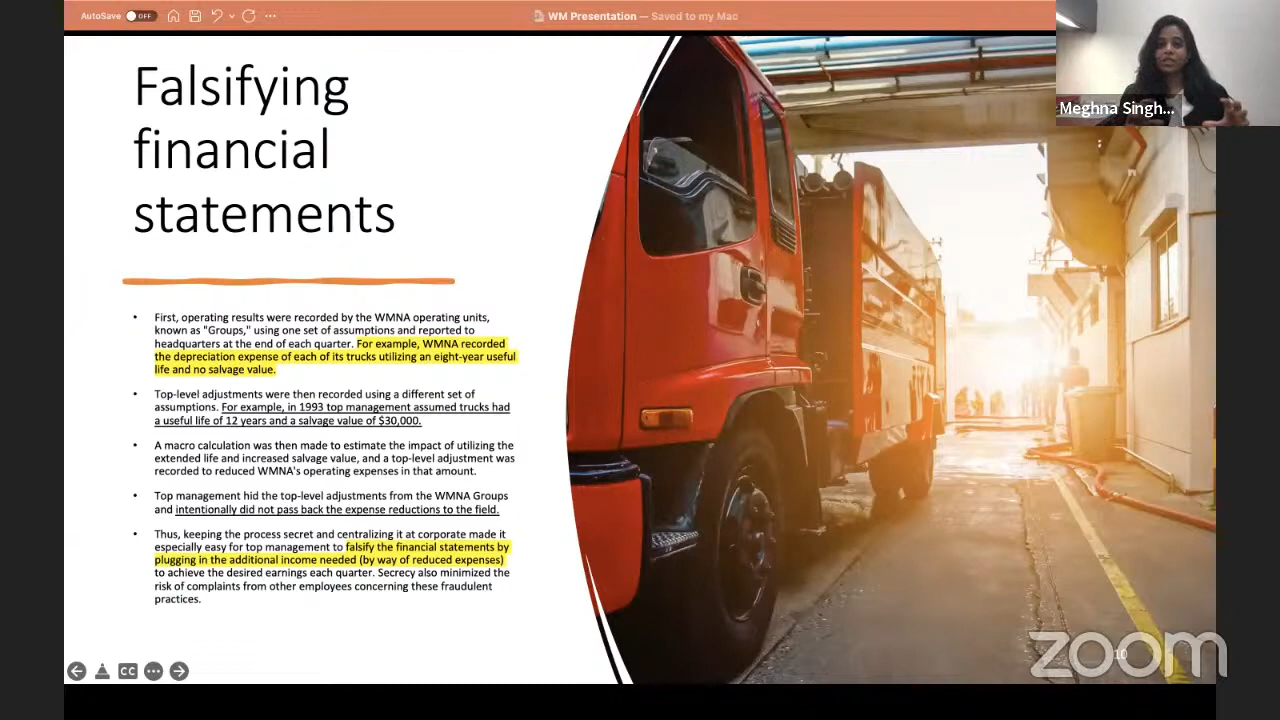 AutoSave OFF
WM Presentation — Saved to my Mac
Meghna Singh...
Falsifying
financial
statements
• First, operating results were recorded by the WMNA operating units,
known as "Groups," using one set of assumptions and reported to
headquarters at the end of each quarter. For example, WMNA recorded
the depreciation expense of each of its trucks utilizing an eight-year useful
life and no salvage value.
• Top-level adjustments were then recorded using a different set of
assumptions. For example, in 1993 top management assumed trucks had
a useful life of 12 years and a salvage value of $30,000.
• A macro calculation was then made to estimate the impact of utilizing the
extended life and increased salvage value, and a top-level adjustment was
recorded to reduced WMNA's operating expenses in that amount.
• Top management hid the top-level adjustments from the WMNA Groups
and intentionally did not pass back the expense reductions to the field.
• Thus, keeping the process secret and centralizing it at corporate made it
especially easy for top management to falsify the financial statements by
plugging in the additional income needed (by way of reduced expenses)
to achieve the desired earnings each quarter. Secrecy also minimized the
risk of complaints from other employees concerning these fraudulent
practices.
CC
10
zoom